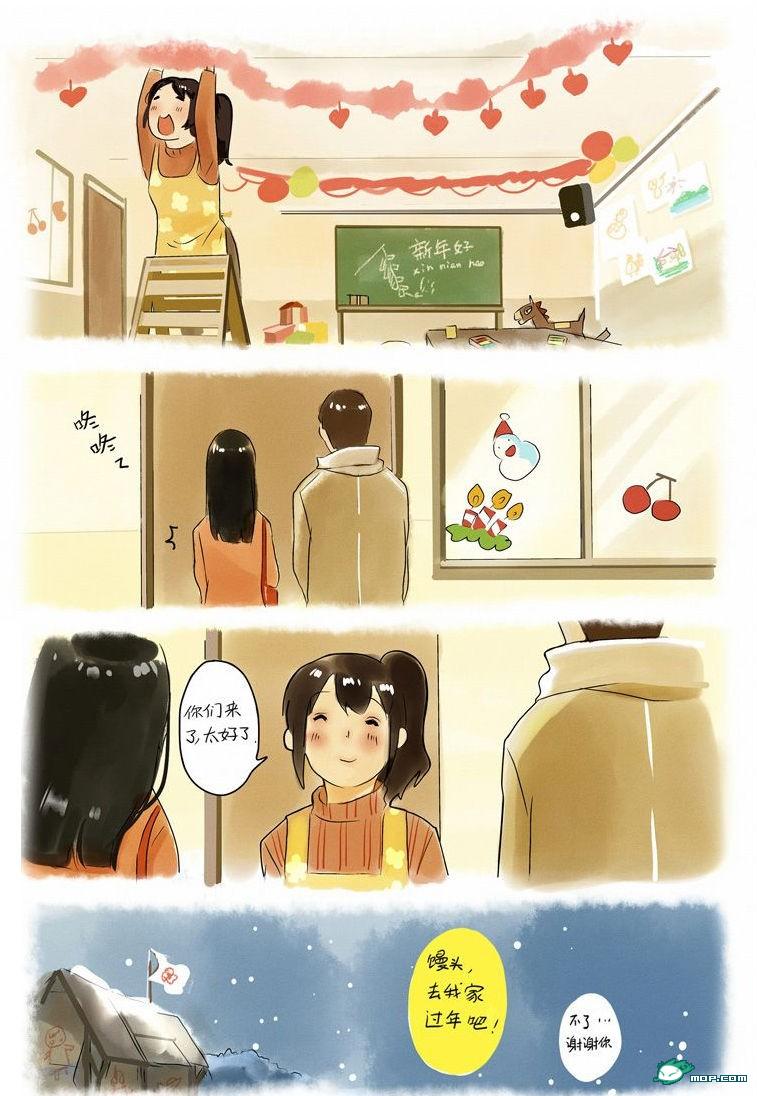 新年好
xin nian hao
咚
咚
你们来
了,太好了.
馒头,
去我家
过年吧!
不了...
谢谢你
mop.com